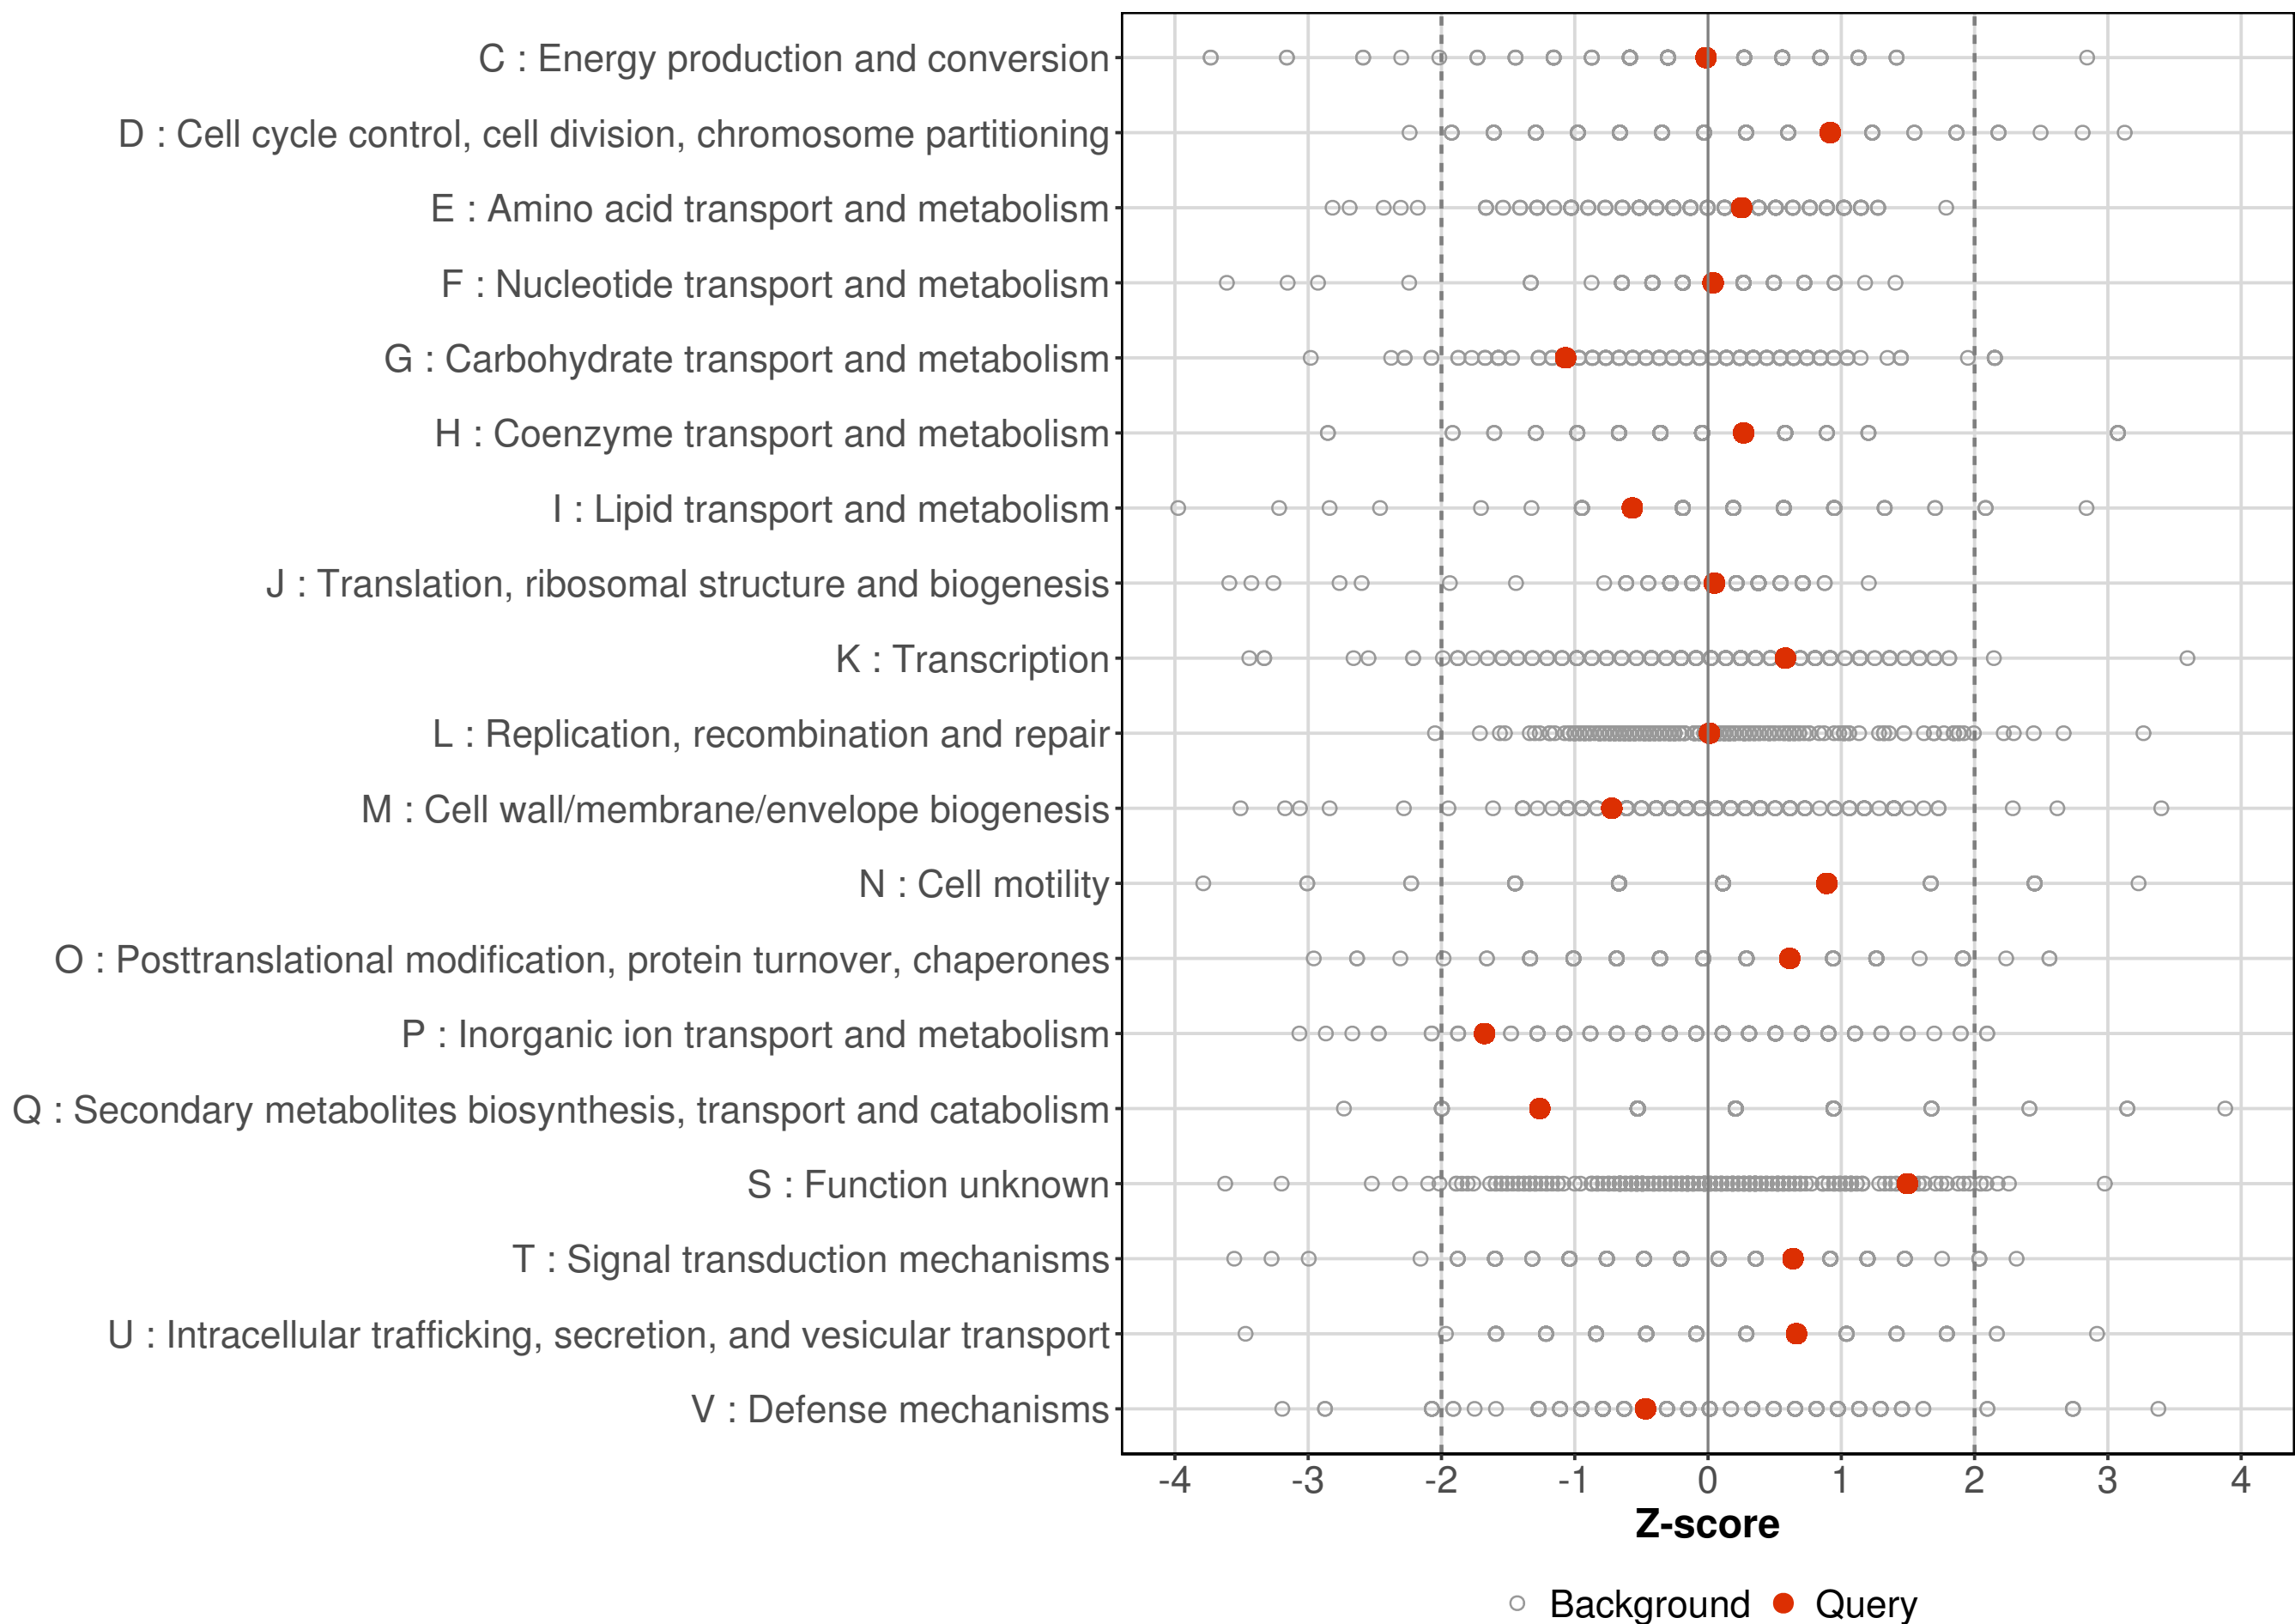 C : Energy production and conversion
D : Cell cycle control, cell division, chromosome partitioning
E : Amino acid transport and metabolism
F : Nucleotide transport and metabolism
G : Carbohydrate transport and metabolism
H : Coenzyme transport and metabolism
I : Lipid transport and metabolism
J : Translation, ribosomal structure and biogenesis
K : Transcription
L : Replication, recombination and repair
M : Cell wall/membrane/envelope biogenesis
N : Cell motility
O : Posttranslational modification, protein turnover, chaperones
P : Inorganic ion transport and metabolism
Q : Secondary metabolites biosynthesis, transport and catabolism
S : Function unknown
T : Signal transduction mechanisms
U : Intracellular trafficking, secretion, and vesicular transport
V : Defense mechanisms
-4 -3 -2 -1 0 1 2 3 4
Z-score
Background Query